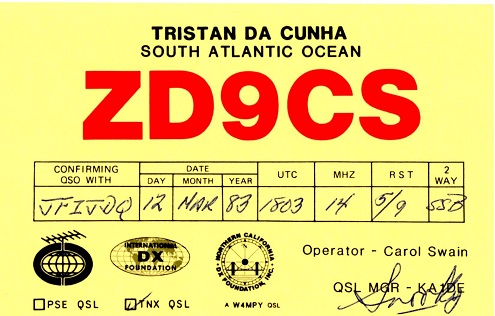 TRISTAN DA CUNHA
SOUTH ATLANTIC OCEAN
ZD9CS
CONFIRMING QSO WITH DATE DAY MONTH YEAR UTC MHZ RST 2 WAY
JF1JDQ 12 MAR 83 1803 14 5/9 SSB
INTERNATIONAL DX FOUNDATION
NORTHERN CALIFORNIA DX FOUNDATION, INC.
Operator - Carol Swain
QSL MGR - KA1DE
PSE QSL TNX QSL A W4MPY QSL